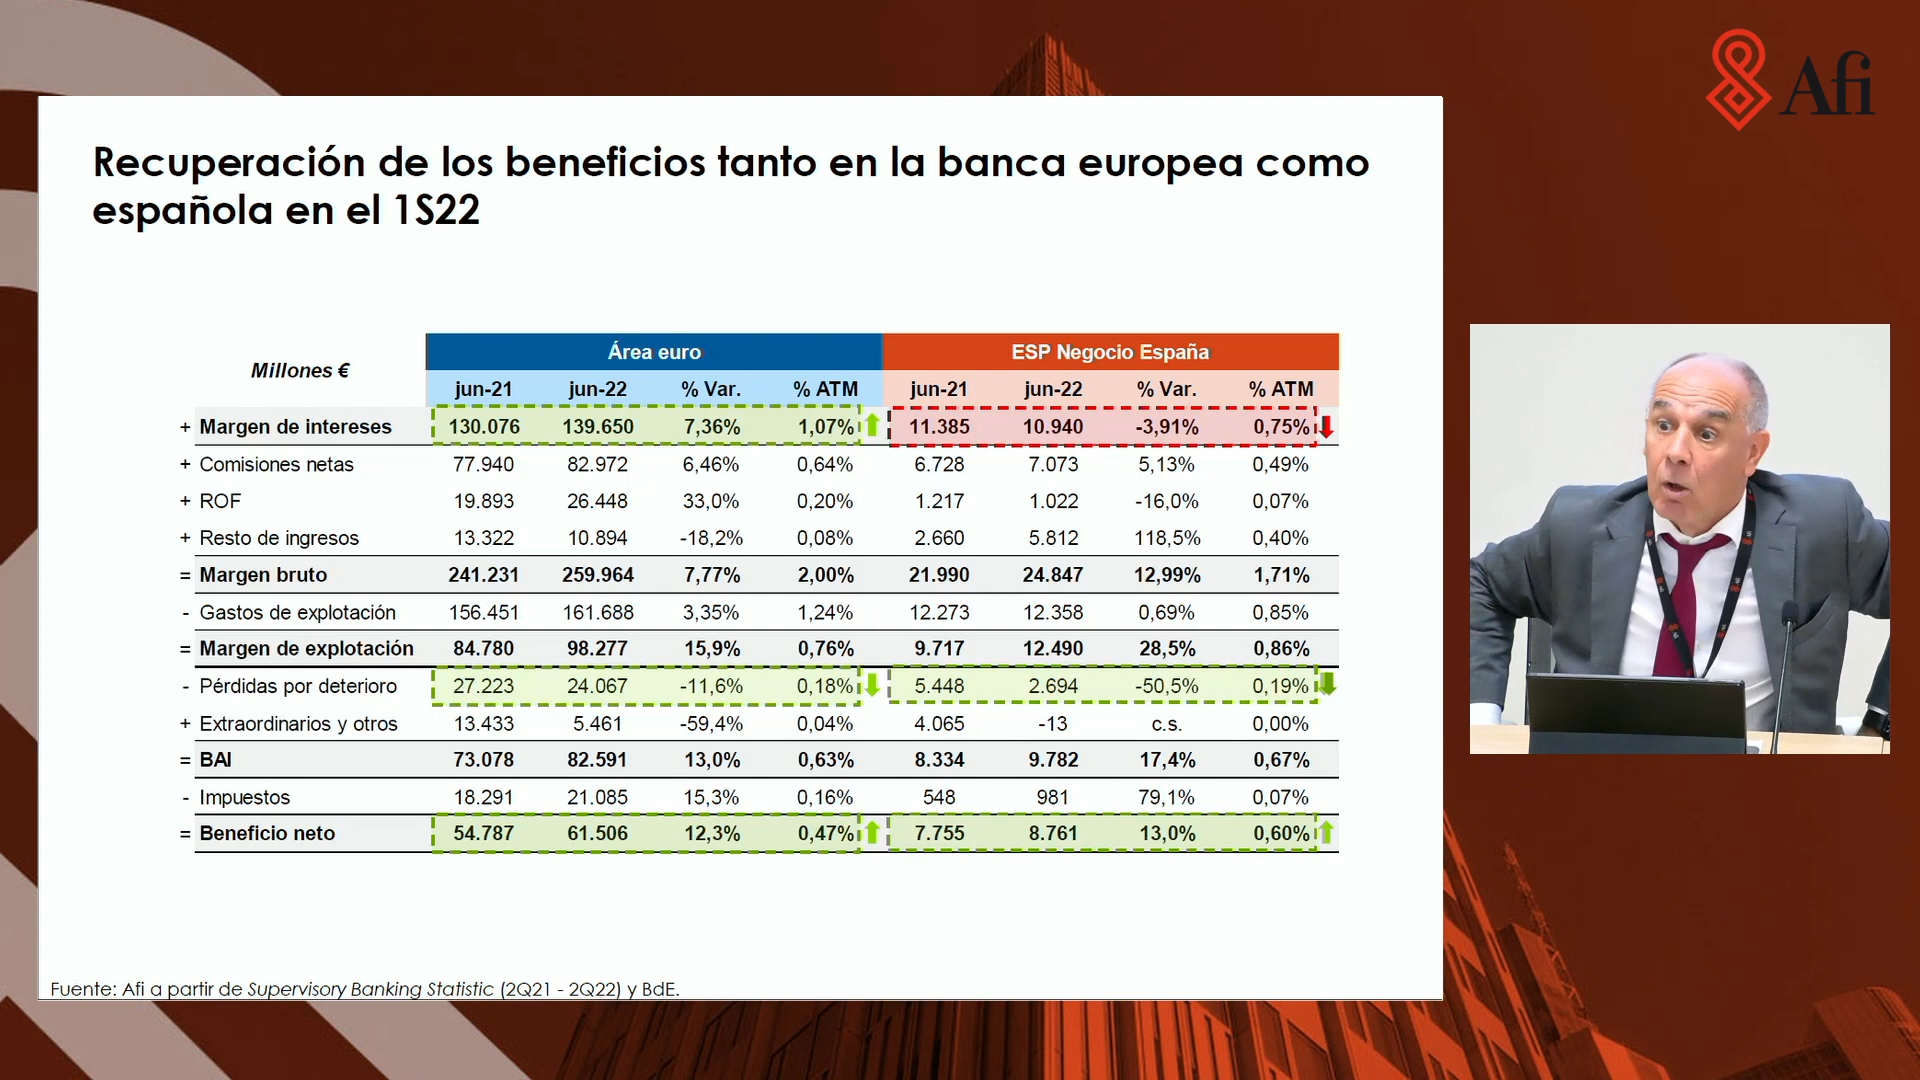 Afi
Recuperación de los beneficios tanto en la banca europea como
española en el 1S22
Millones €
Área euro ESP Negocio España
jun-21 jun-22 % Var. % ATM jun-21 jun-22 % Var. % ATM
+ Margen de intereses 130.076 139.650 7,36% 1,07% 11.385 10.940 -3,91% 0,75%
+ Comisiones netas 77.940 82.972 6,46% 0,64% 6.728 7.073 5,13% 0,49%
+ ROF 19.893 26.448 33,0% 0,20% 1.217 1.022 -16,0% 0,07%
+ Resto de ingresos 13.322 10.894 -18,2% 0,08% 2.660 5.812 118,5% 0,40%
= Margen bruto 241.231 259.964 7,77% 2,00% 21.990 24.847 12,99% 1,71%
- Gastos de explotación 156.451 161.688 3,35% 1,24% 12.273 12.358 0,69% 0,85%
= Margen de explotación 84.780 98.277 15,9% 0,76% 9.717 12.490 28,5% 0,86%
- Pérdidas por deterioro 27.223 24.067 -11,6% 0,18% 5.448 2.694 -50,5% 0,19%
+ Extraordinarios y otros 13.433 5.461 -59,4% 0,04% 4.065 -13 c.s. 0,00%
= BAI 73.078 82.591 13,0% 0,63% 8.334 9.782 17,4% 0,67%
- Impuestos 18.291 21.085 15,3% 0,16% 548 981 79,1% 0,07%
= Beneficio neto 54.787 61.506 12,3% 0,47% 7.755 8.761 13,0% 0,60%
Fuente: Afi a partir de Supervisory Banking Statistic (2Q21 - 2Q22) y BdE.